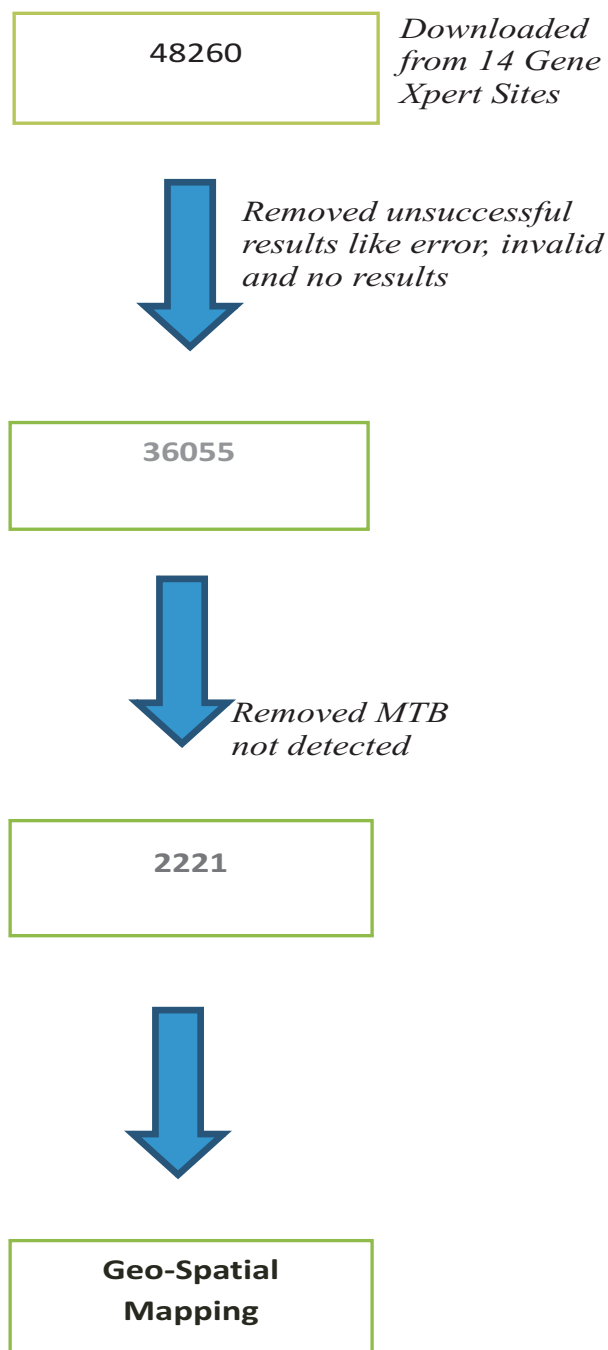 48260
Downloaded
from 14 Gene
Xpert Sites
Removed unsuccessful
results like error, invalid
and no results
36055
Removed MTB
not detected
2221
Geo-Spatial
Mapping